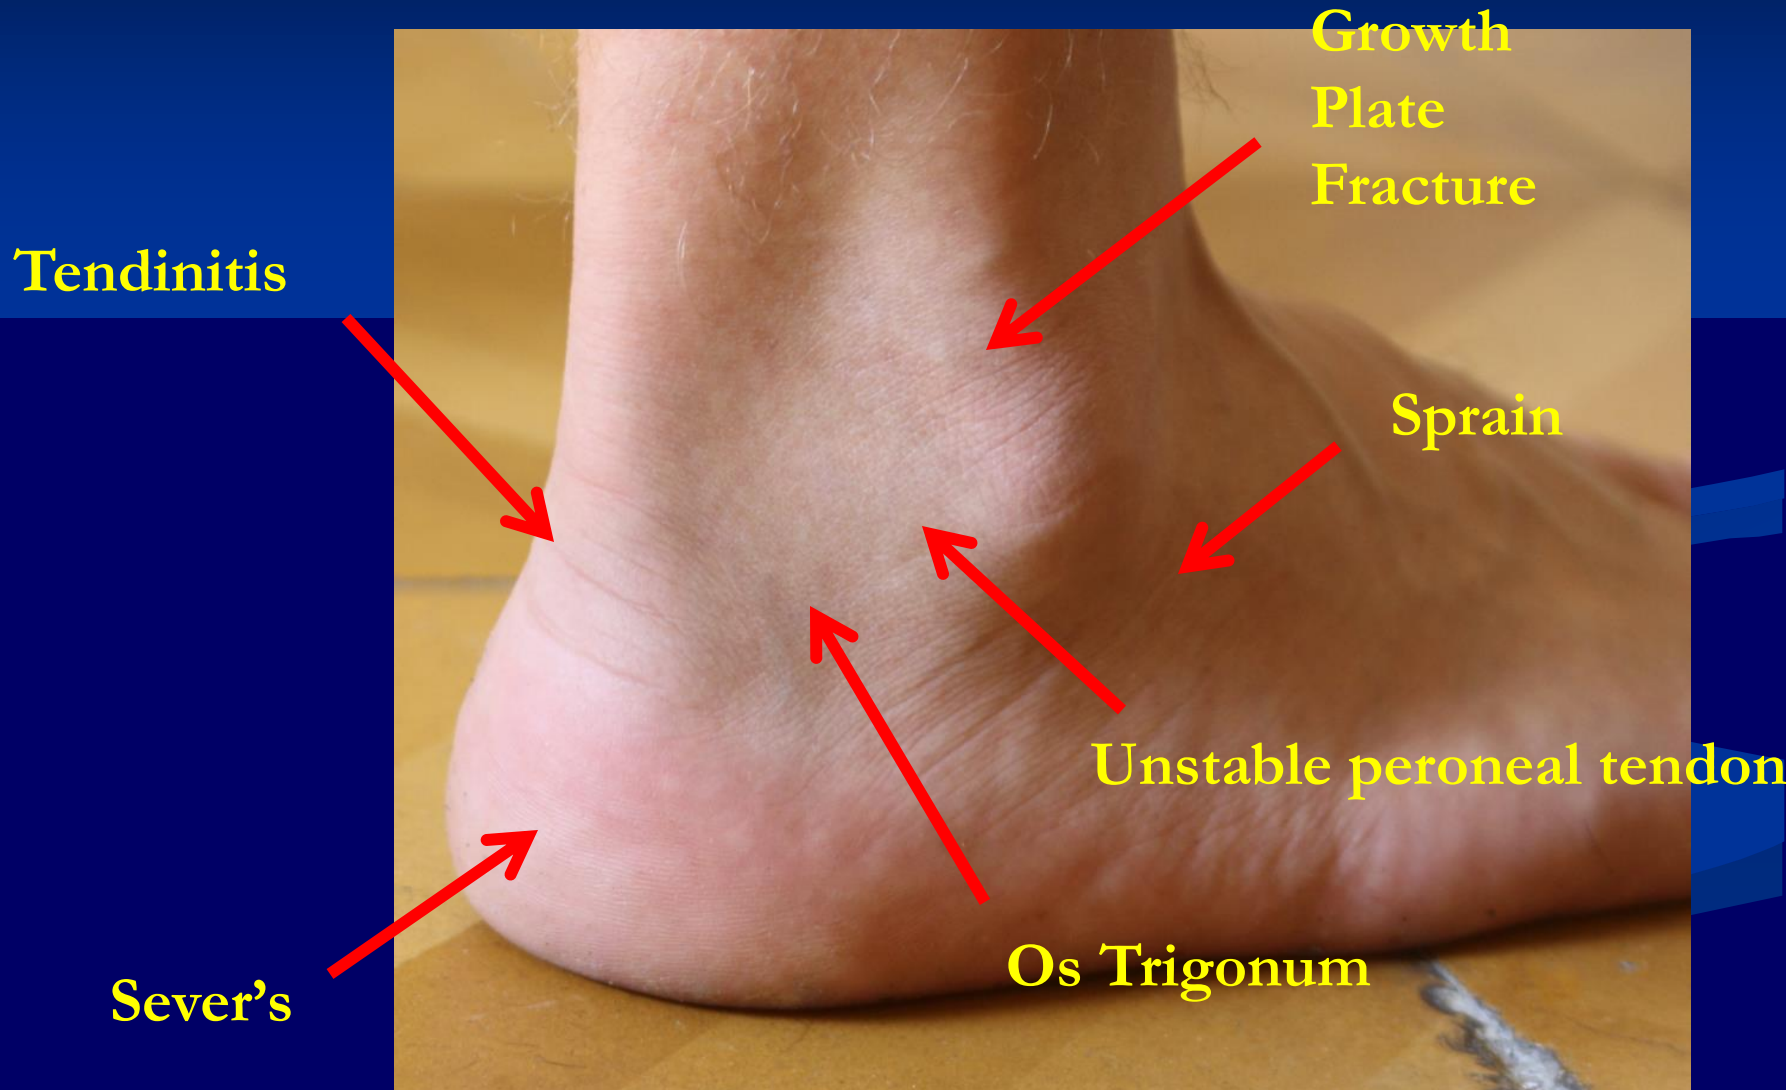 Growth
Plate
Fracture
Tendinitis
Sprain
Unstable peroneal tendon
Os Trigonum
Sever’s